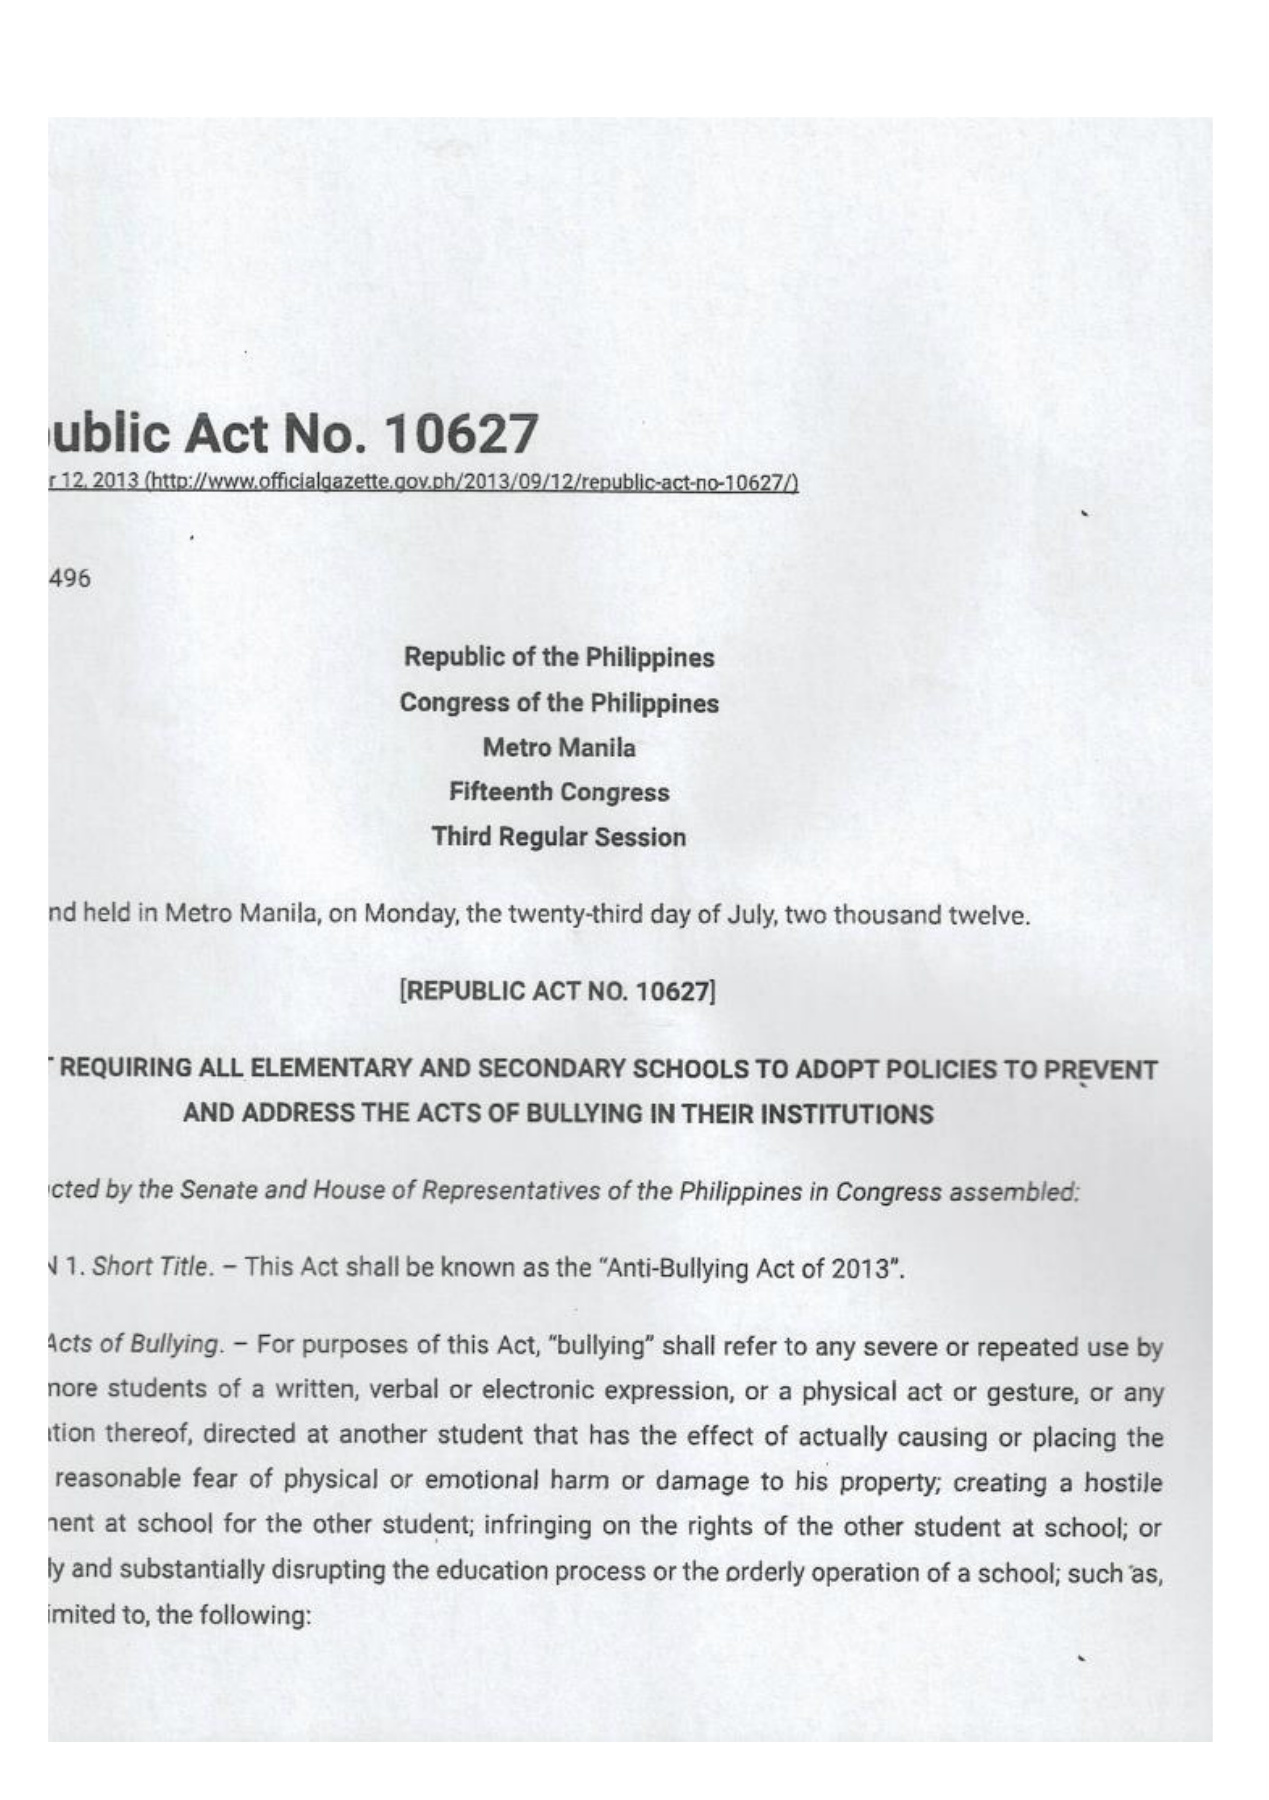 ublic Act No. 10627
r 12, 2013 (http://www.officialgazette.gov.ph/2013/09/12/republic-act-no-10627/)
496
Republic of the Philippines
Congress of the Philippines
Metro Manila
Fifteenth Congress
Third Regular Session
nd held in Metro Manila, on Monday, the twenty-third day of July, two thousand twelve.
[REPUBLIC ACT NO. 10627]
REQUIRING ALL ELEMENTARY AND SECONDARY SCHOOLS TO ADOPT POLICIES TO PREVENT
AND ADDRESS THE ACTS OF BULLYING IN THEIR INSTITUTIONS
cted by the Senate and House of Representatives of the Philippines in Congress assembled:
1. Short Title. – This Act shall be known as the “Anti-Bullying Act of 2013”.
Acts of Bullying. – For purposes of this Act, “bullying” shall refer to any severe or repeated use by
more students of a written, verbal or electronic expression, or a physical act or gesture, or any
tion thereof, directed at another student that has the effect of actually causing or placing the
reasonable fear of physical or emotional harm or damage to his property; creating a hostile
nent at school for the other student; infringing on the rights of the other student at school; or
ly and substantially disrupting the education process or the orderly operation of a school; such as,
imited to, the following: